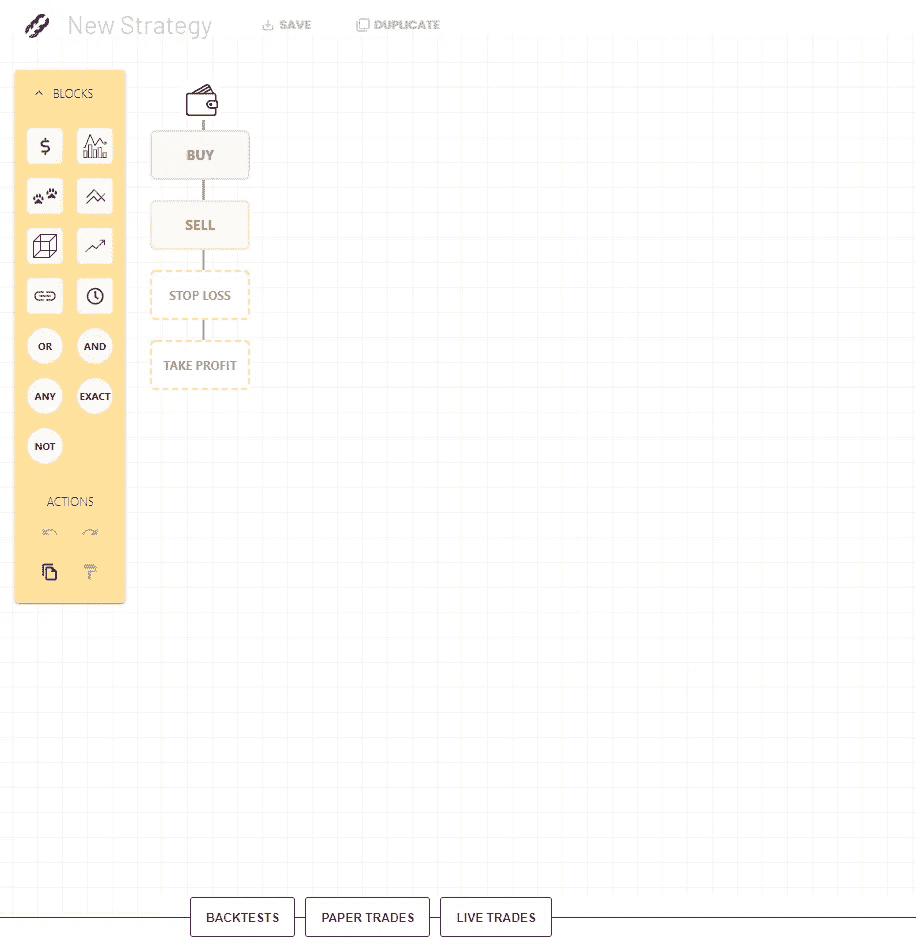 New Strategy
SAVE
DUPLICATE
BLOCKS
$
OR
AND
ANY
EXACT
NOT
ACTIONS
BUY
SELL
STOP LOSS
TAKE PROFIT
BACKTESTS
PAPER TRADES
LIVE TRADES